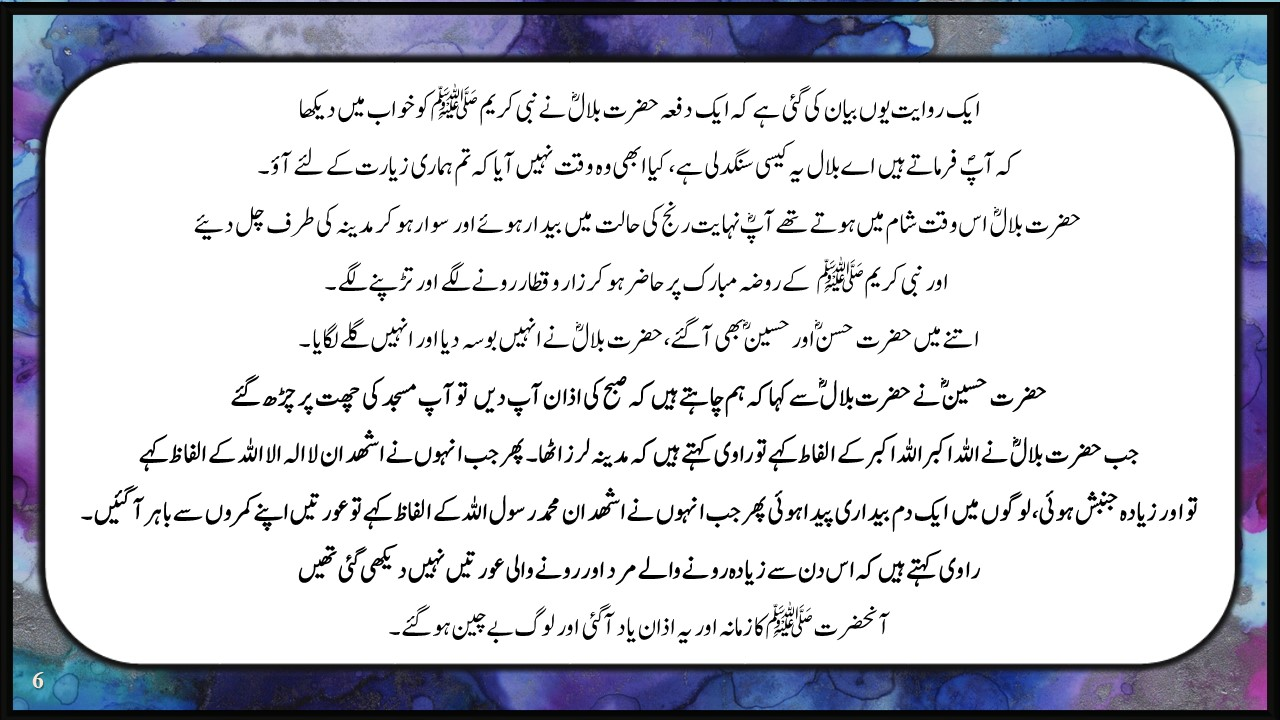 ایک روایت یوں بیان کی گئی ہے کہ ایک دفعہ حضرت بلالؓ نے نبی کریم ﷺ کو خواب میں دیکھا
کہ آپؐ فرماتے ہیں اے بلال یہ کیسی سنگدلی ہے، کیا ابھی وہ وقت نہیں آیا کہ تم ہماری زیارت کے لئے آؤ۔
حضرت بلالؓ اس وقت شام میں ہوتے تھے آپؓ نہایت رنج کی حالت میں بیدار ہوئے اور سوار ہو کر مدینہ کی طرف چل دیئے
اور نبی کریم ﷺ کے روضہ مبارک پر حاضر ہو کر زار و قطار رونے لگے اور تڑپنے لگے۔
اتنے میں حضرت حسنؓ اور حسینؓ بھی آگئے، حضرت بلالؓ نے انہیں بوسہ دیا اور انہیں گلے لگایا۔
حضرت حسینؓ نے حضرت بلالؓ سے کہا کہ ہم چاہتے ہیں کہ صبح کی اذان آپ دیں تو آپ مسجد کی چھت پر چڑھ گئے
جب حضرت بلالؓ نے اللہ اکبر اللہ اکبر کے الفاط کہے تو راوی کہتے ہیں کہ مدینہ لرز اٹھا۔ پھر جب انہوں نے اشھد ان لا الہ الا اللہ کے الفاظ کہے
تو اور زیادہ جنبش ہوئی، لوگوں میں ایک دم بیداری پیدا ہوئی پھر جب انہوں نے اشھد ان محمد رسول اللہ کے الفاظ کہے تو عورتیں اپنے کمروں سے باہر آگئیں۔
راوی کہتے ہیں کہ اس دن سے زیادہ رونے والے مرد اور رونے والی عورتیں نہیں دیکھی گئی تھیں
آنحضرت ﷺ کا زمانہ اور یہ اذان یاد آگئی اور لوگ بے چین ہوگئے۔
6